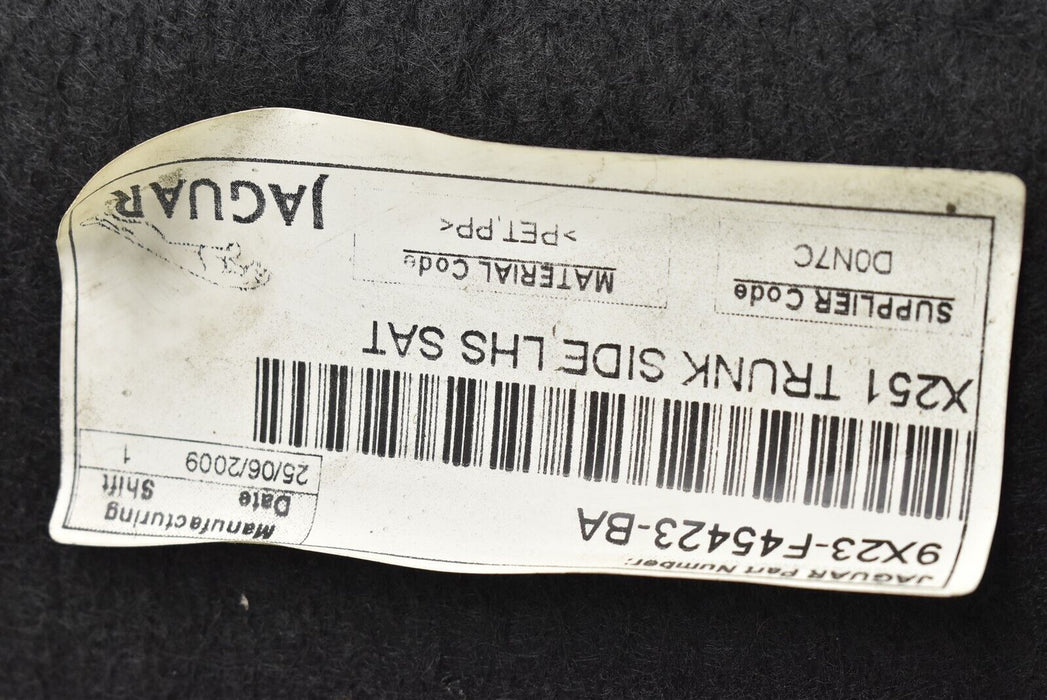 JAGUAR Part Number:
9X23-F45423-BA
Manufacturing
Date Shift
25/06/2009 1
X251 TRUNK SIDE LHS SAT
SUPPLIER Code
D0N7C
MATERIAL Code
>PET,PP<
JAGUAR